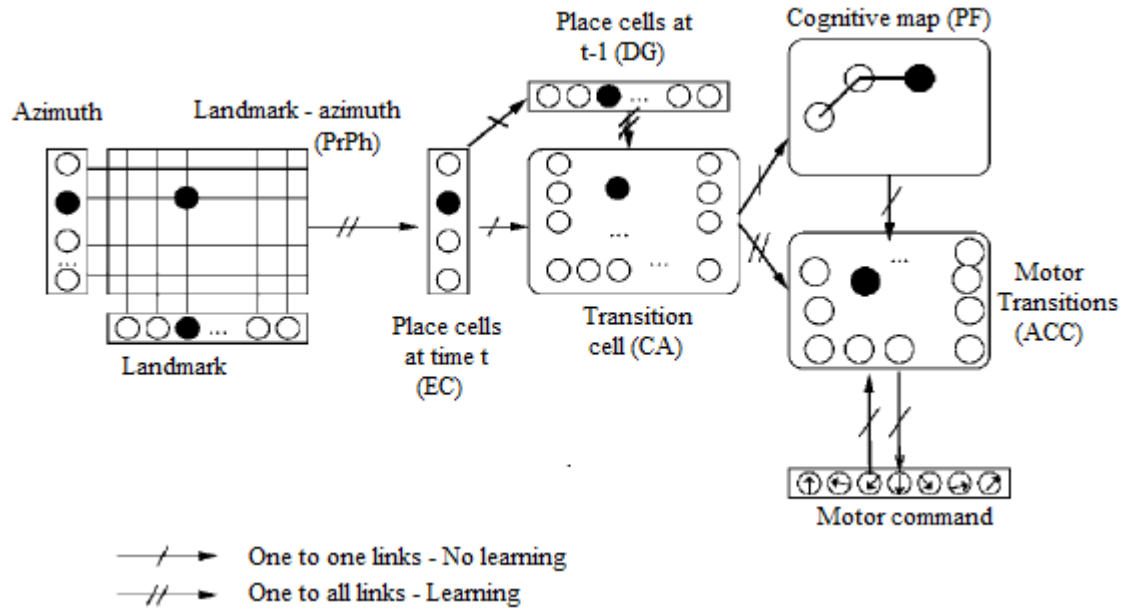 Place cells at
t-1 (DG)
Cognitive map (PF)
Azimuth
Landmark - azimuth
(PrPh)
...
...
...
...
...
...
Landmark
Place cells
at time t
(EC)
Transition
cell (CA)
Motor
Transitions
(ACC)
Motor command
One to one links - No learning
One to all links - Learning